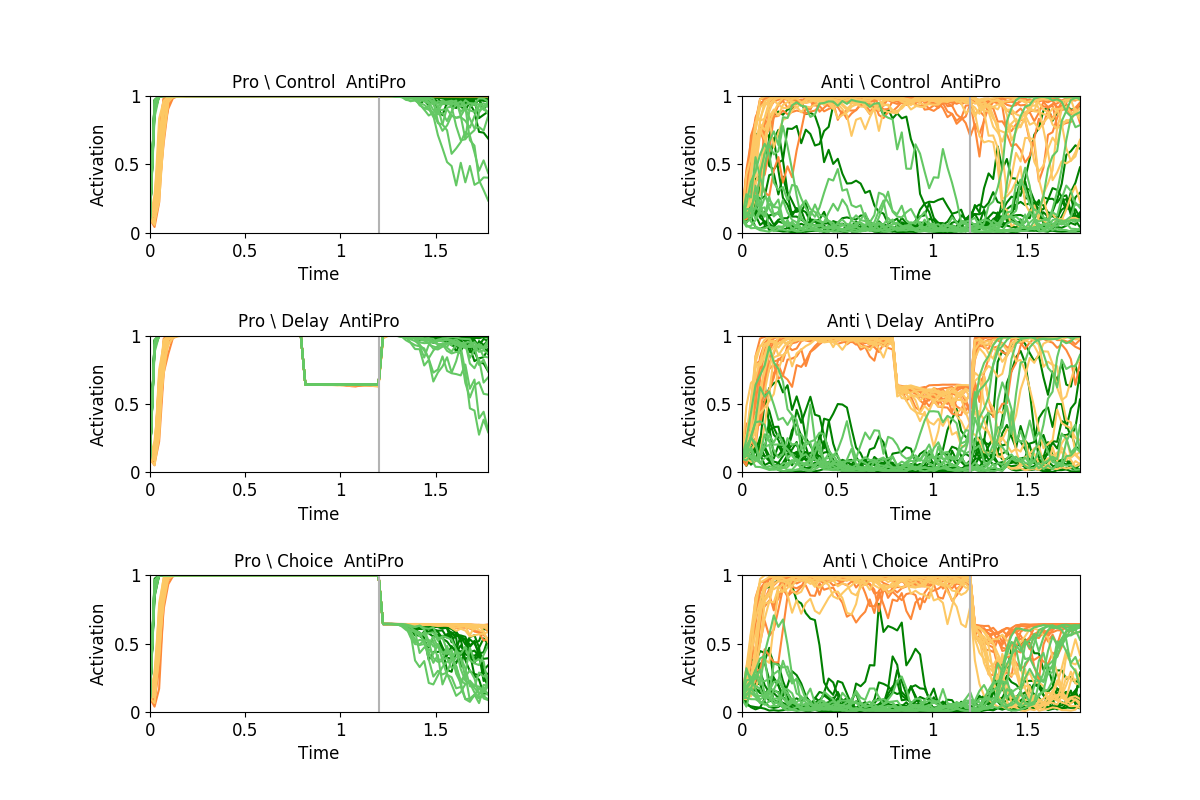 Pro \ Control  AntiPro
Anti \ Control  AntiPro
1
0.5
0
Activation
0
0.5
1
1.5
Time
1
0.5
0
Activation
0
0.5
1
1.5
Time
Pro \ Delay  AntiPro
Anti \ Delay  AntiPro
1
0.5
0
Activation
0
0.5
1
1.5
Time
1
0.5
0
Activation
0
0.5
1
1.5
Time
Pro \ Choice  AntiPro
Anti \ Choice  AntiPro
1
0.5
0
Activation
0
0.5
1
1.5
Time
1
0.5
0
Activation
0
0.5
1
1.5
Time